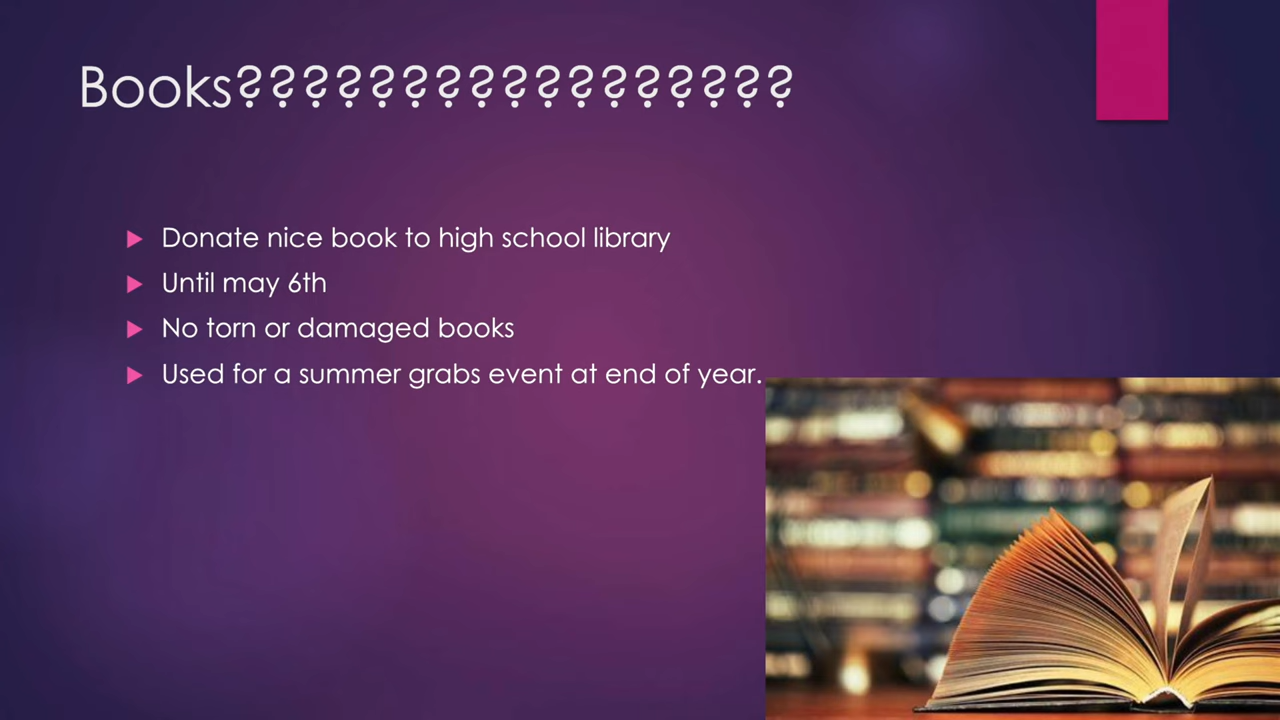 Books?????????????????
Donate nice book to high school library
Until may 6th
No torn or damaged books
Used for a summer grabs event at end of year.